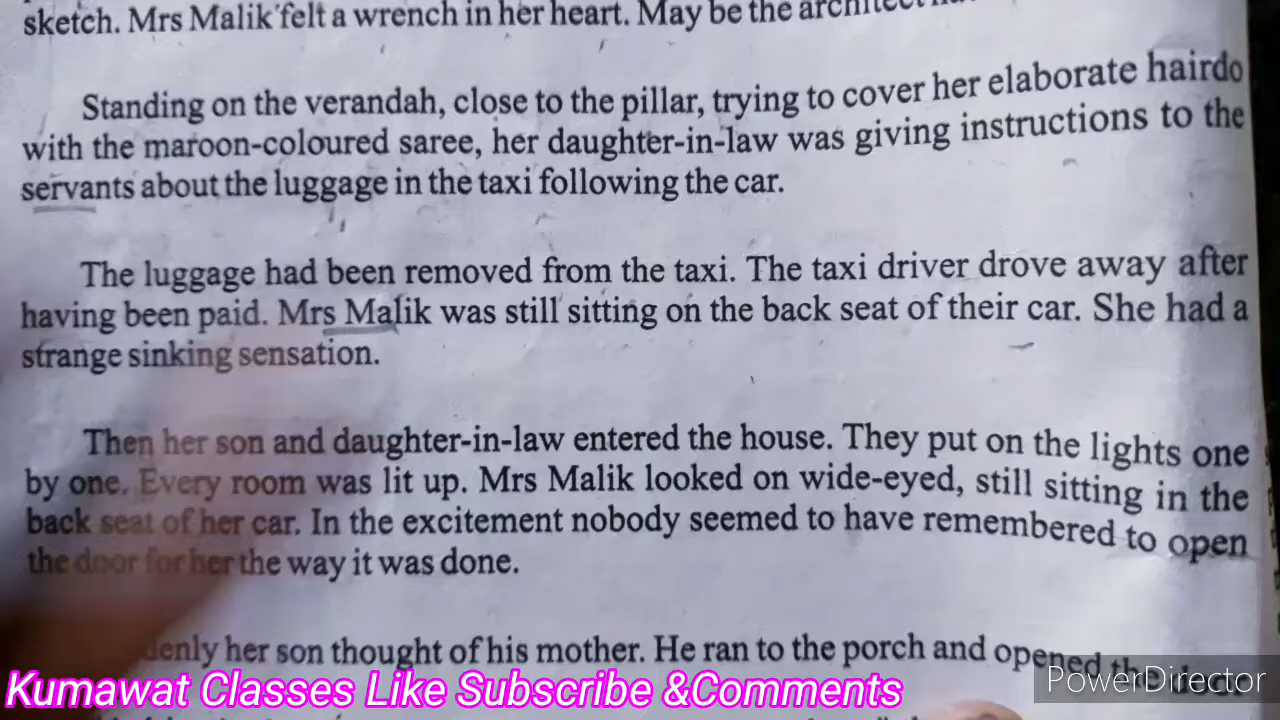 sketch. Mrs Malik felt a wrench in her heart. May be the architect
Standing on the verandah, close to the pillar, trying to cover her elaborate hairdo
with the maroon-coloured saree, her daughter-in-law was giving instructions to the
servants about the luggage in the taxi following the car.
The luggage had been removed from the taxi. The taxi driver drove away after
having been paid. Mrs Malik was still sitting on the back seat of their car. She had a
strange sinking sensation.
Then her son and daughter-in-law entered the house. They put on the lights one
by one. Every room was lit up. Mrs Malik looked on wide-eyed, still sitting in the
back seat of her car. In the excitement nobody seemed to have remembered to open
the door for her the way it was done.
denly her son thought of his mother. He ran to the porch and opened the door
Kumawat Classes Like Subscribe &Comments
PowerDirector